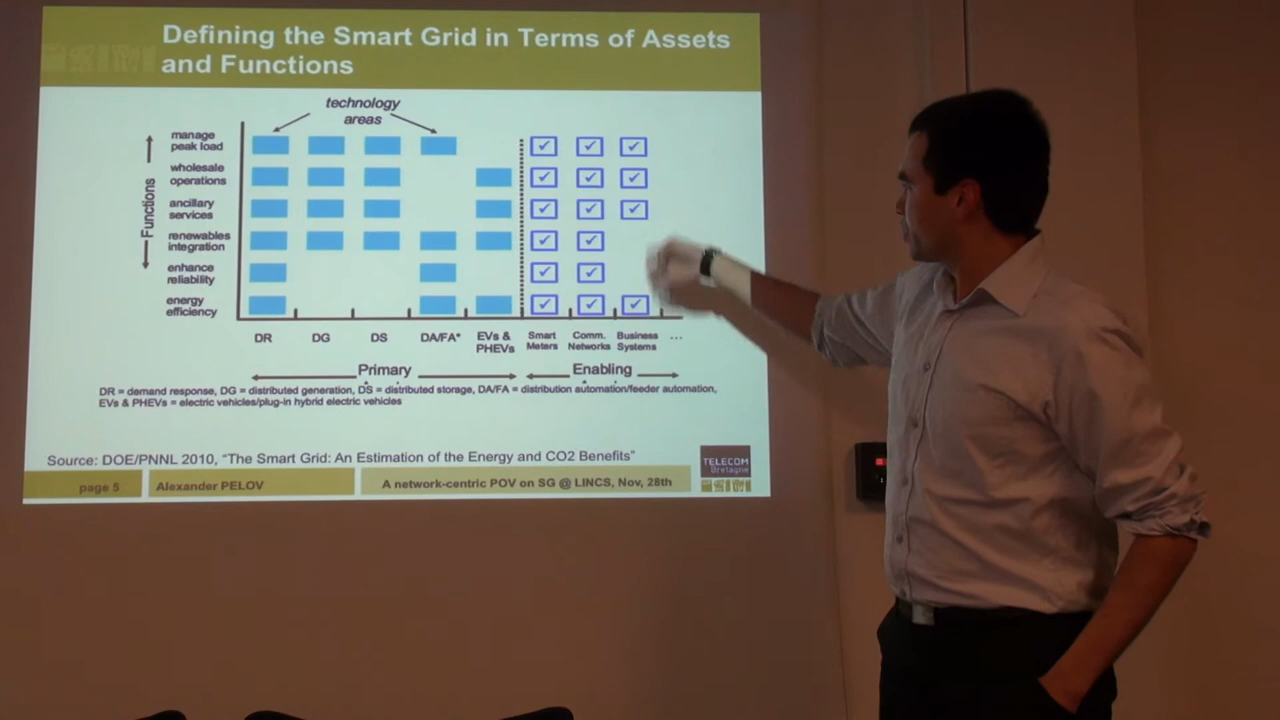 Defining the Smart Grid in Terms of Assets
and Functions
technology
areas
Functions
manage
peak load
wholesale
operations
ancillary
services
renewables
integration
enhance
reliability
energy
efficiency
DR
DG
DS
DA/FA*
EVs &
PHEVs
Smart
Meters
Comm.
Networks
Business
Systems
...
Primary
Enabling
DR = demand response, DG = distributed generation, DS = distributed storage, DA/FA = distribution automation/feeder automation,
EVs & PHEVs = electric vehicles/plug-in hybrid electric vehicles
Source: DOE/PNNL 2010, "The Smart Grid: An Estimation of the Energy and CO2 Benefits"
TELECOM
Bretagne
page 5
Alexander PELOV
A network-centric POV on SG @ LINCS, Nov, 28th